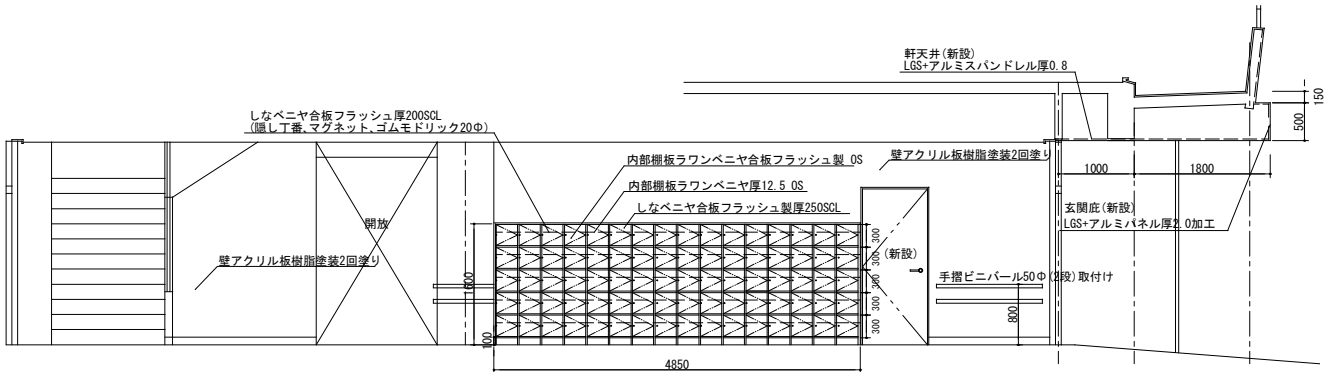 軒天井(新設)
LGS+アルミスパンドレル厚0.8
150
500
しなベニヤ合板フラッシュ厚200SCL
(隠し丁番、マグネット、ゴムモドリック20Φ)
内部棚板ラワンベニヤ合板フラッシュ製 OS
壁アクリル板樹脂塗装2回塗り
1000
1800
内部棚板ラワンベニヤ厚12.5 OS
しなベニヤ合板フラッシュ製厚250SCL
玄関庇(新設)
LGS+アルミパネル厚2.0加工
開放
300
300
300
300
300
(新設)
壁アクリル板樹脂塗装2回塗り
1600
手摺ビニパール50Φ(2段)取付け
800
100
4850